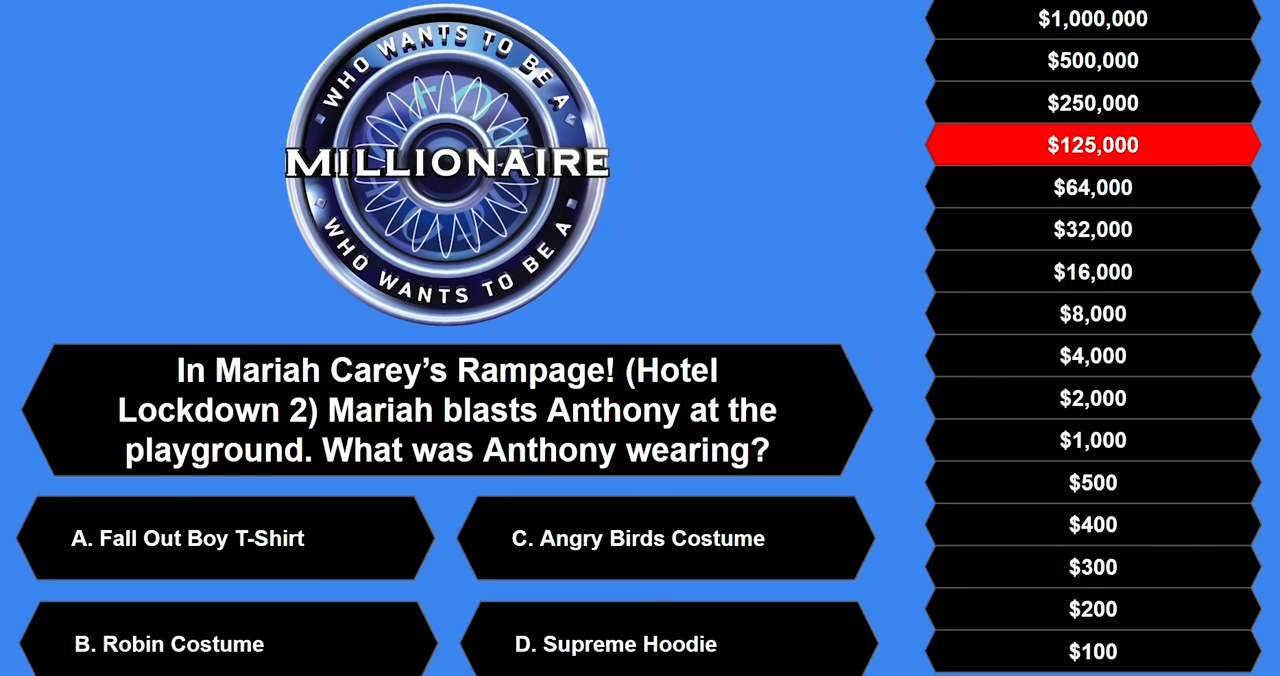 WHO WANTS TO BE A
MILLIONAIRE
WHO WANTS TO BE A
In Mariah Carey’s Rampage! (Hotel
Lockdown 2) Mariah blasts Anthony at the
playground. What was Anthony wearing?
A. Fall Out Boy T-Shirt
C. Angry Birds Costume
B. Robin Costume
D. Supreme Hoodie
$1,000,000
$500,000
$250,000
$125,000
$64,000
$32,000
$16,000
$8,000
$4,000
$2,000
$1,000
$500
$400
$300
$200
$100